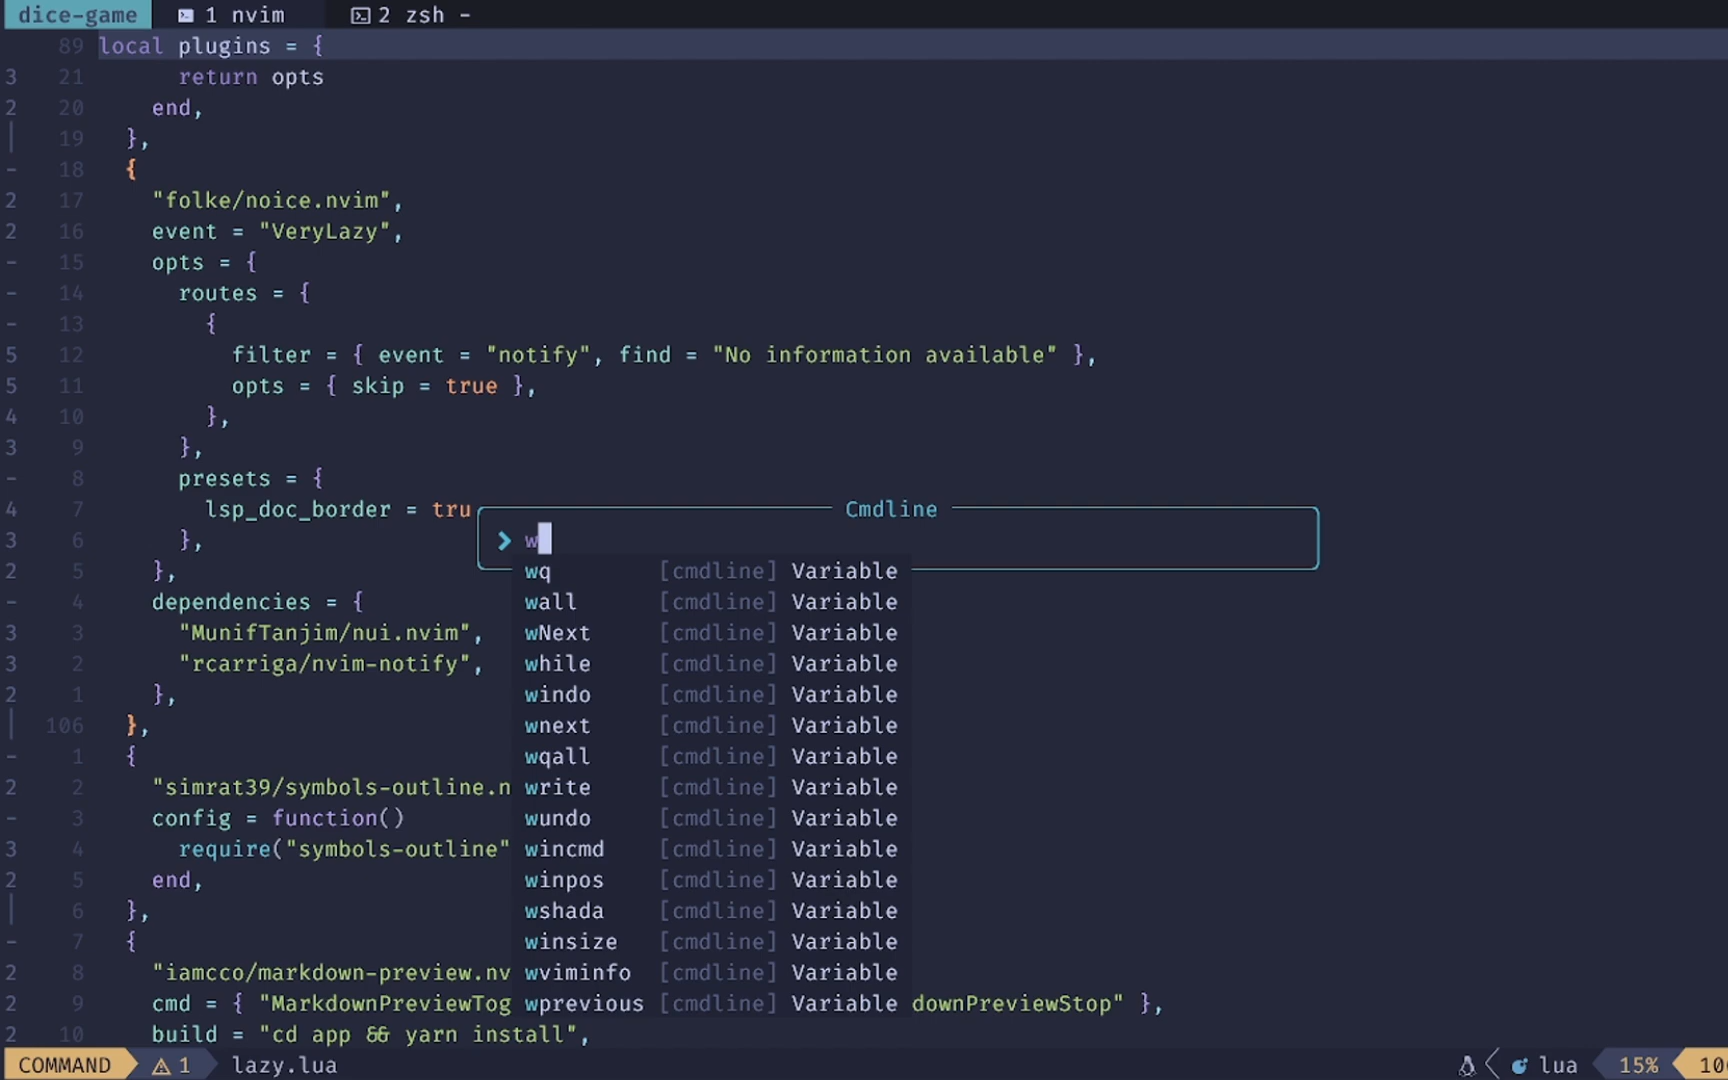 dice-game 1 nvim 2 zsh -
89 local plugins = {
3 21 return opts
2 20 end,
19 },
- 18 {
2 17 "folke/noice.nvim",
2 16 event = "VeryLazy",
- 15 opts = {
- 14 routes = {
- 13 {
5 12 filter = { event = "notify", find = "No information available" },
5 11 opts = { skip = true },
4 10 },
3 9 },
- 8 presets = {
4 7 lsp_doc_border = tru Cmdline
3 6 }, w
2 5 }, wq [cmdline] Variable
- 4 dependencies = { wall [cmdline] Variable
3 3 "MunifTanjim/nui.nvim", wNext [cmdline] Variable
3 2 "rcarriga/nvim-notify", while [cmdline] Variable
2 1 }, windo [cmdline] Variable
106 }, wnext [cmdline] Variable
- 1 { wqall [cmdline] Variable
2 2 "simrat39/symbols-outline.n write [cmdline] Variable
- 3 config = function() wundo [cmdline] Variable
3 4 require("symbols-outline" wincmd [cmdline] Variable
2 5 end, winpos [cmdline] Variable
6 }, wshada [cmdline] Variable
- 7 { winsize [cmdline] Variable
2 8 "iamcco/markdown-preview.nv wviminfo [cmdline] Variable
2 9 cmd = { "MarkdownPreviewTog wprevious [cmdline] Variable downPreviewStop" },
2 10 build = "cd app && yarn install",
COMMAND 1 lazy.lua lua 15% 10